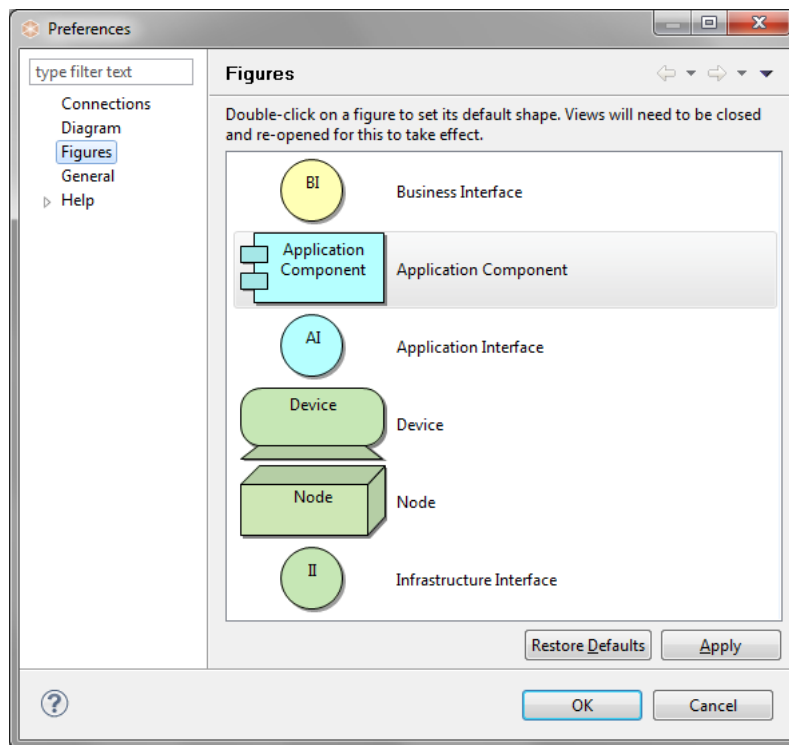 Preferences
type filter text
Connections
Diagram
Figures
General
Help
Figures
Double-click on a figure to set its default shape. Views will need to be closed
and re-opened for this to take effect.
BI
Business Interface
Application
Component
Application Component
AI
Application Interface
Device
Device
Node
Node
II
Infrastructure Interface
Restore Defaults
Apply
?
OK
Cancel